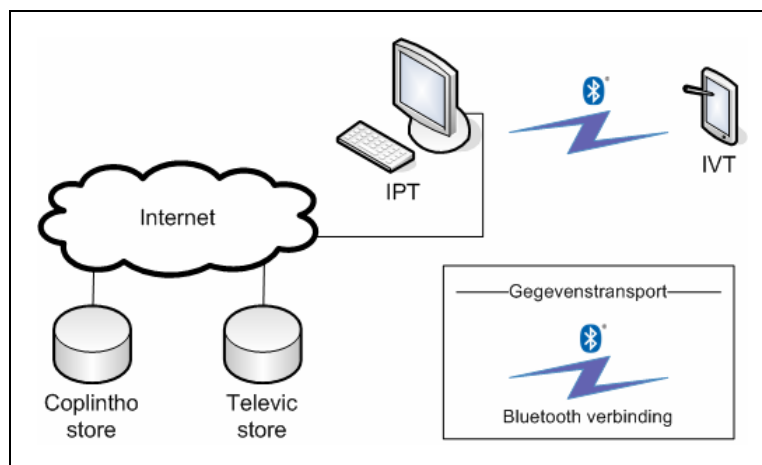 IPT
IVT
Internet
Gegevenstransport
Coplintho
store
Televic
store
Bluetooth verbinding